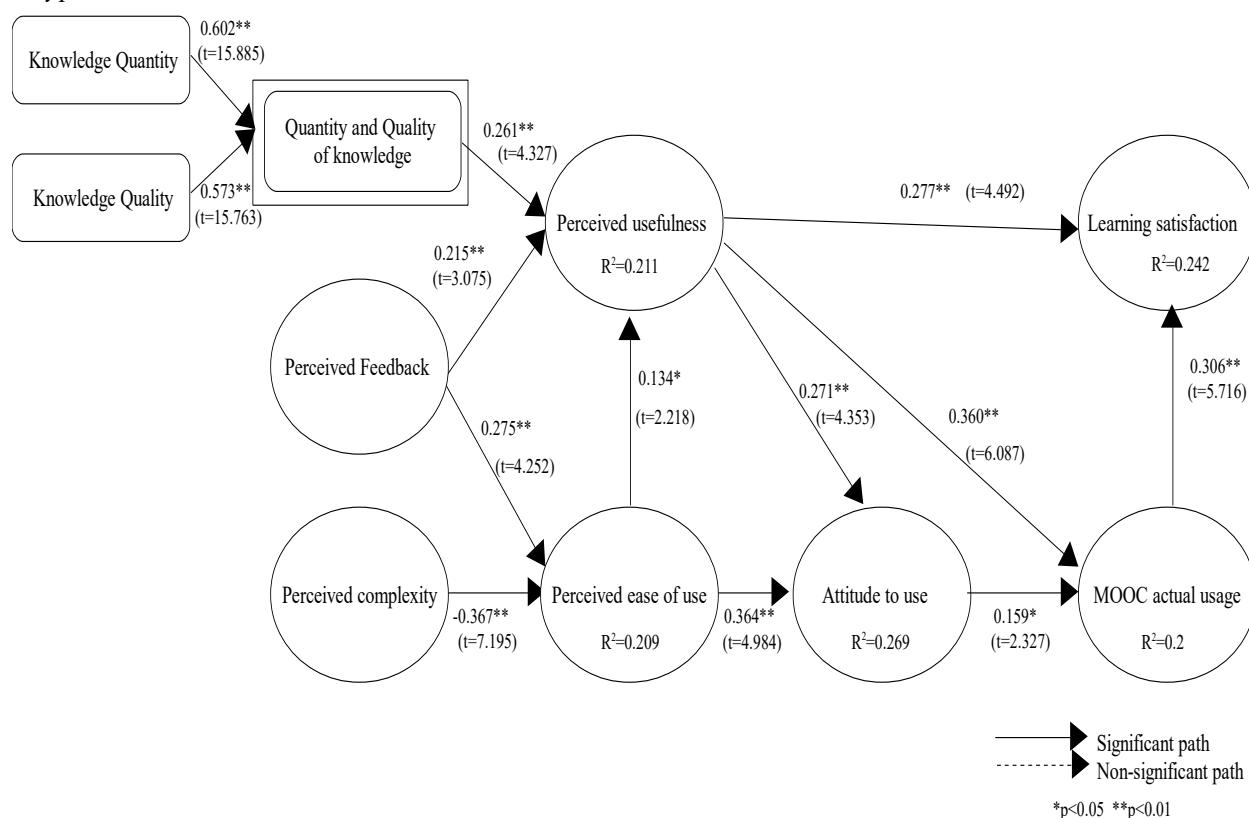 0.602**
(t=15.885)
Knowledge Quantity
Quantity and Quality
of knowledge
0.261**
(t=4.327)
Knowledge Quality
0.573**
(t=15.763)
Perceived usefulness
R²=0.211
0.277** (t=4.492)
Learning satisfaction
R²=0.242
0.215**
(t=3.075)
Perceived Feedback
0.134*
(t=2.218)
0.271**
(t=4.353)
0.360**
(t=6.087)
0.306**
(t=5.716)
0.275**
(t=4.252)
Perceived complexity
-0.367**
(t=7.195)
Perceived ease of use
R²=0.209
0.364**
(t=4.984)
Attitude to use
R²=0.269
0.159*
(t=2.327)
MOOC actual usage
R²=0.2
Significant path
Non-significant path
*p<0.05 **p<0.01